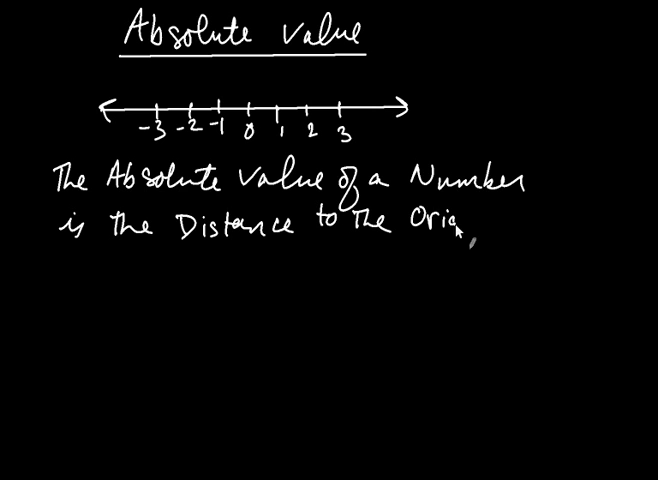 Absolute Value
-3 -2 -1 0 1 2 3
The Absolute Value of a Number
is the Distance to the Orig